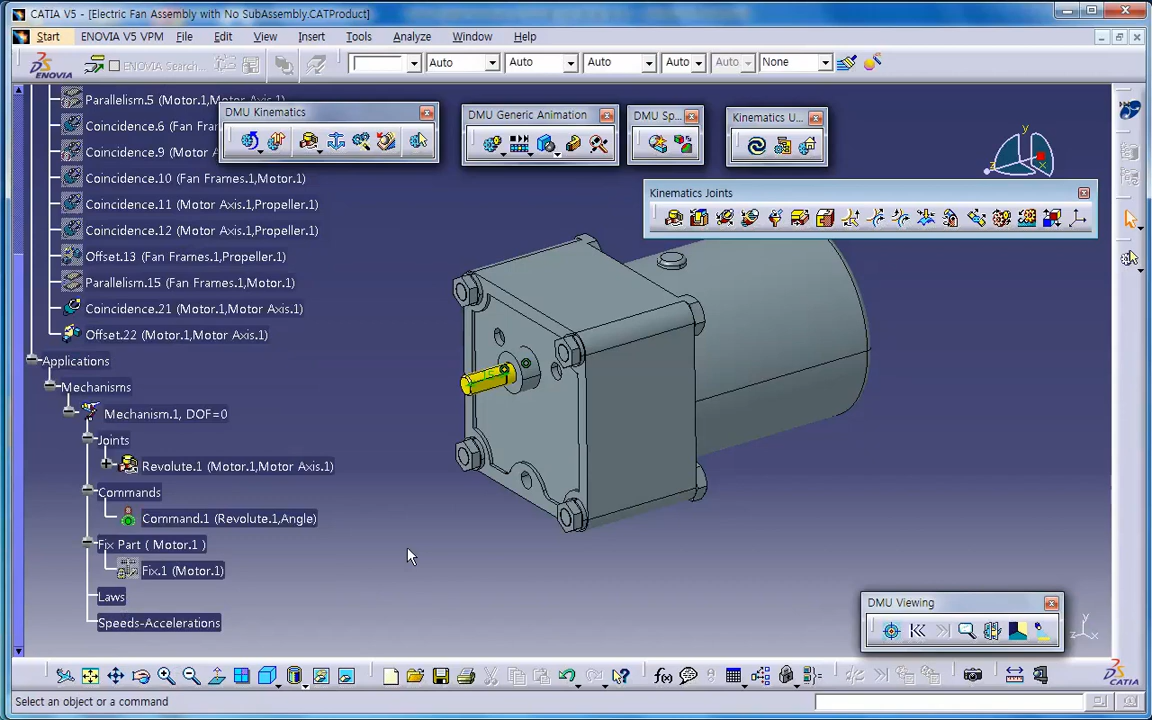 CATIA V5 - [Electric Fan Assembly with No SubAssembly.CATProduct]
Start ENOVIA V5 VPM File Edit View Insert Tools Analyze Window Help
ENOVIA ENOVIA Search... Auto Auto Auto Auto Auto None
Parallelism.5 (Motor.1,Motor Axis.1)
DMU Kinematics
DMU Generic Animation
DMU Sp...
Kinematics U...
Coincidence.6 (Fan Fram
Coincidence.9 (Motor A
Coincidence.10 (Fan Frames.1,Motor.1)
Kinematics Joints
Coincidence.11 (Motor Axis.1,Propeller.1)
Coincidence.12 (Motor Axis.1,Propeller.1)
Offset.13 (Fan Frames.1,Propeller.1)
Parallelism.15 (Fan Frames.1,Motor.1)
Coincidence.21 (Motor.1,Motor Axis.1)
Offset.22 (Motor.1,Motor Axis.1)
Applications
Mechanisms
Mechanism.1, DOF=0
Joints
Revolute.1 (Motor.1,Motor Axis.1)
Commands
Command.1 (Revolute.1,Angle)
Fix Part ( Motor.1 )
Fix.1 (Motor.1)
Laws
Speeds-Accelerations
DMU Viewing
y
z
x
f(x)
CATIA
Select an object or a command